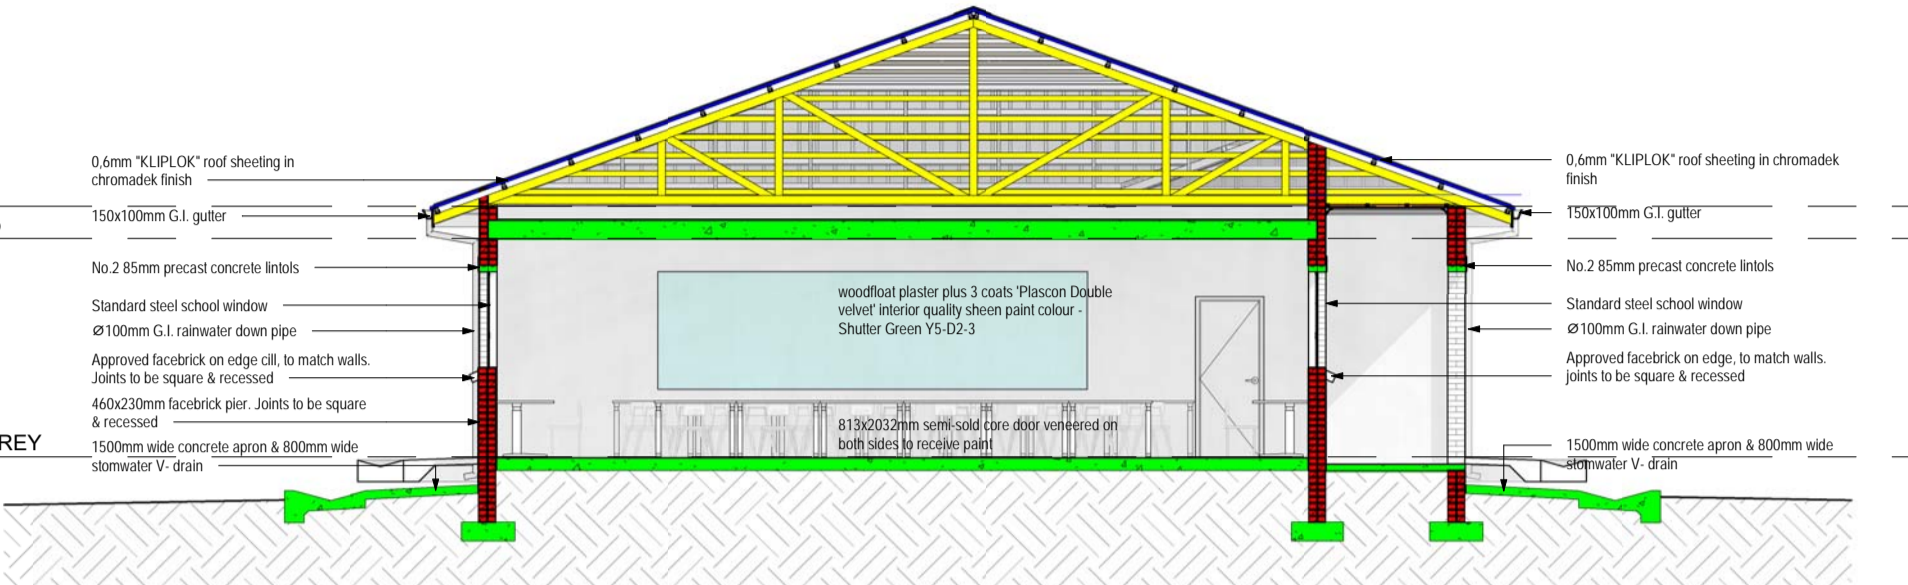 0,6mm "KLIPLOK" roof sheeting in
chromadek finish
150x100mm G.I. gutter
No.2 85mm precast concrete lintols
Standard steel school window
Ø100mm G.I. rainwater down pipe
Approved facebrick on edge cill, to match walls.
Joints to be square & recessed
460x230mm facebrick pier. Joints to be square
& recessed
REY
1500mm wide concrete apron & 800mm wide
stomwater V- drain
woodfloat plaster plus 3 coats 'Plascon Double
velvet' interior quality sheen paint colour -
Shutter Green Y5-D2-3
813x2032mm semi-sold core door veneered on
both sides to receive paint
0,6mm "KLIPLOK" roof sheeting in chromadek
finish
150x100mm G.I. gutter
No.2 85mm precast concrete lintols
Standard steel school window
Ø100mm G.I. rainwater down pipe
Approved facebrick on edge, to match walls.
joints to be square & recessed
1500mm wide concrete apron & 800mm wide
stomwater V- drain